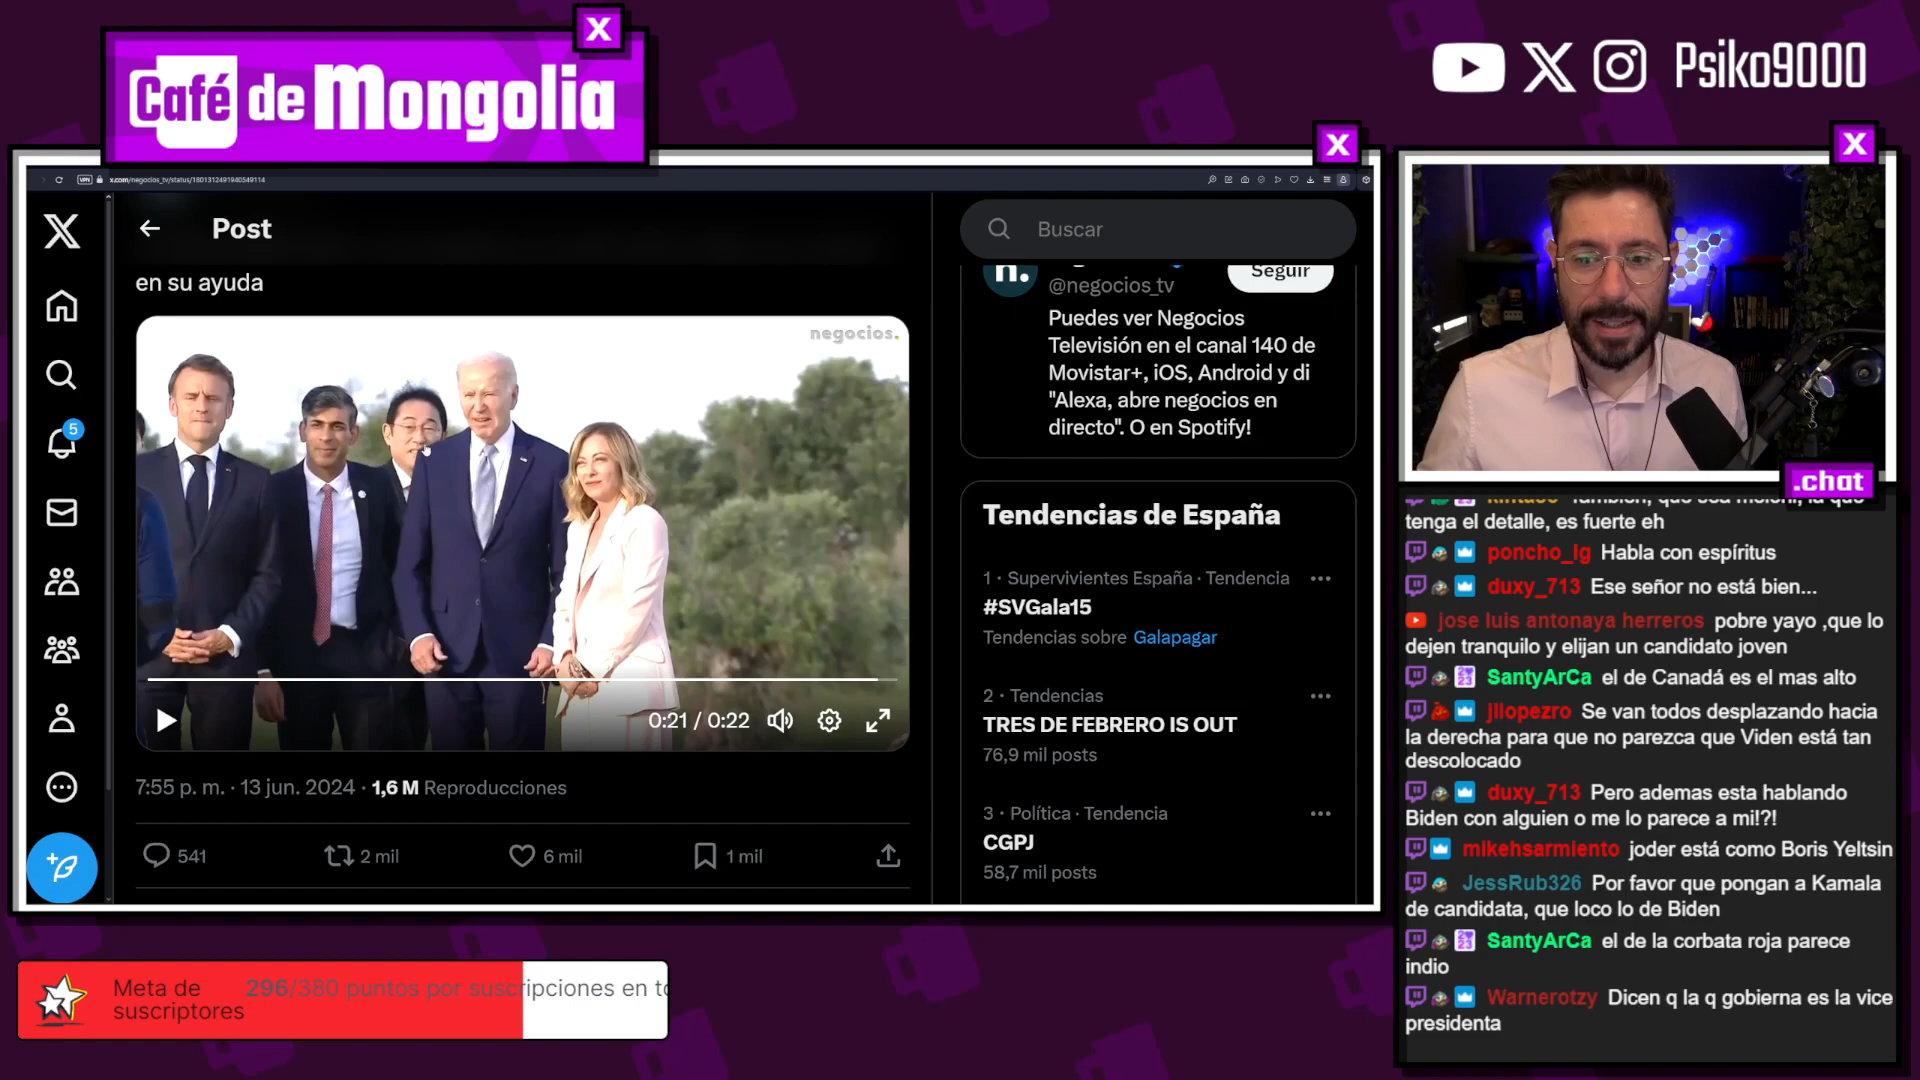 X
Café de Mongolia
Psiko9000
X
X
VPN
x.com/negocios_tv/status/1801312491940549114
Post
Buscar
en su ayuda
negocios.
n.
Seguir
@negocios_tv
Puedes ver Negocios
Televisión en el canal 140 de
Movistar+, iOS, Android y di
"Alexa, abre negocios en
directo". O en Spotify!
5
0:21 / 0:22
7:55 p. m. · 13 jun. 2024 · 1,6 M Reproducciones
541
2 mil
6 mil
1 mil
Tendencias de España
1 · Supervivientes España · Tendencia
#SVGala15
Tendencias sobre Galapagar
2 · Tendencias
TRES DE FEBRERO IS OUT
76,9 mil posts
3 · Política · Tendencia
CGPJ
58,7 mil posts
.chat
tenga el detalle, es fuerte eh
poncho_lg Habla con espíritus
duxy_713 Ese señor no está bien...
jose luis antonaya herreros pobre yayo ,que lo
dejen tranquilo y elijan un candidato joven
SantyArCa el de Canadá es el mas alto
jllopezro Se van todos desplazando hacia
la derecha para que no parezca que Viden está tan
descolocado
duxy_713 Pero ademas esta hablando
Biden con alguien o me lo parece a mi!?!
mikehsarmiento joder está como Boris Yeltsin
JessRub326 Por favor que pongan a Kamala
de candidata, que loco lo de Biden
SantyArCa el de la corbata roja parece
indio
Warnerotzy Dicen q la q gobierna es la vice
presidenta
Meta de
suscriptores
296/380 puntos por suscripciones en to